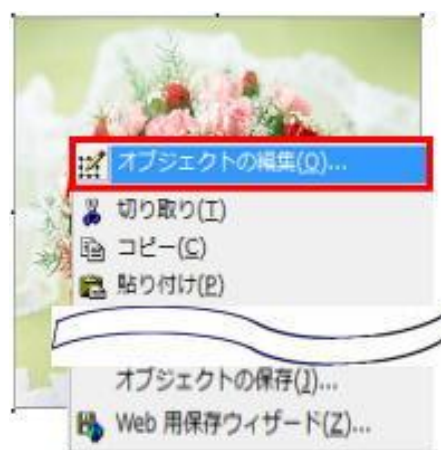 オブジェクトの編集(O)...
切り取り(T)
コピー(C)
貼り付け(P)
オブジェクトの保存(J)...
Web 用保存ウィザード(Z)...